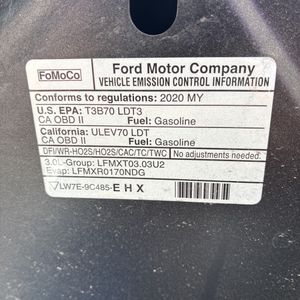 FoMoCo
Ford Motor Company
VEHICLE EMISSION CONTROL INFORMATION
Conforms to regulations: 2020 MY
U.S. EPA: T3B70 LDT3
CA OBD II Fuel: Gasoline
California: ULEV70 LDT
CA OBD II Fuel: Gasoline
DFI/WR-HO2S/HO2S/CAC/TC/TWC No adjustments needed.
3.0L-Group: LFMXT03.03U2
Evap: LFMXR0170NDG
LW7E-9C485-EHX